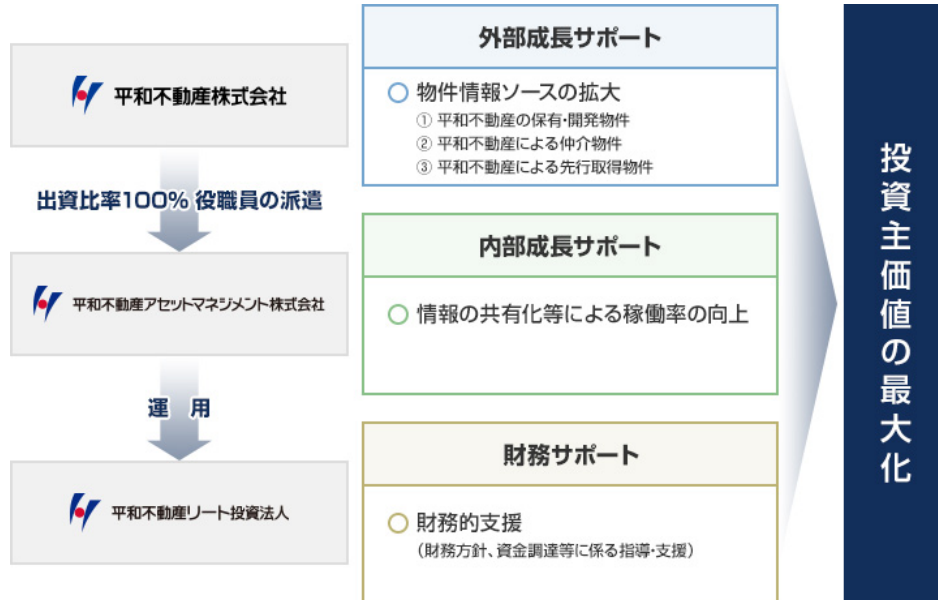 平和不動産株式会社
出資比率100% 役職員の派遣
平和不動産アセットマネジメント株式会社
運 用
平和不動産リート投資法人
外部成長サポート
○ 物件情報ソースの拡大
① 平和不動産の保有・開発物件
② 平和不動産による仲介物件
③ 平和不動産による先行取得物件
内部成長サポート
○ 情報の共有化等による稼働率の向上
財務サポート
○ 財務的支援
(財務方針、資金調達等に係る指導・支援)
投資主価値の最大化